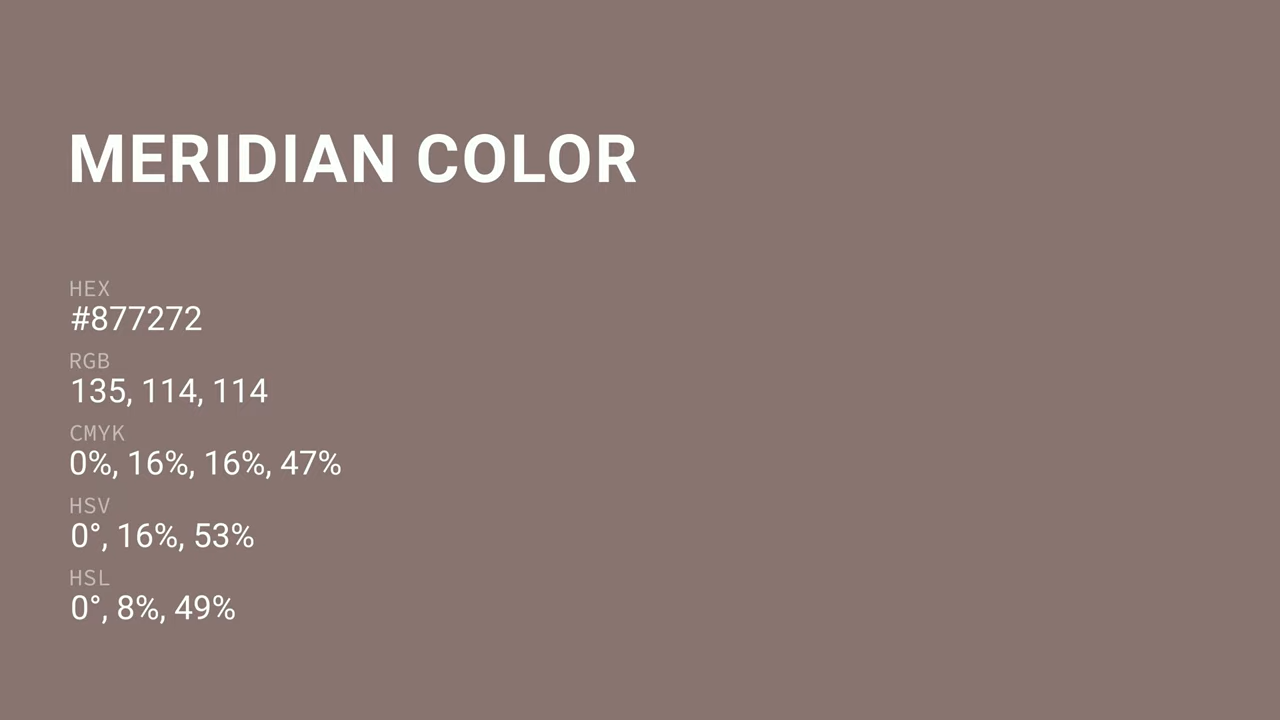 MERIDIAN COLOR
HEX
#877272
RGB
135, 114, 114
CMYK
0%, 16%, 16%, 47%
HSV
0°, 16%, 53%
HSL
0°, 8%, 49%